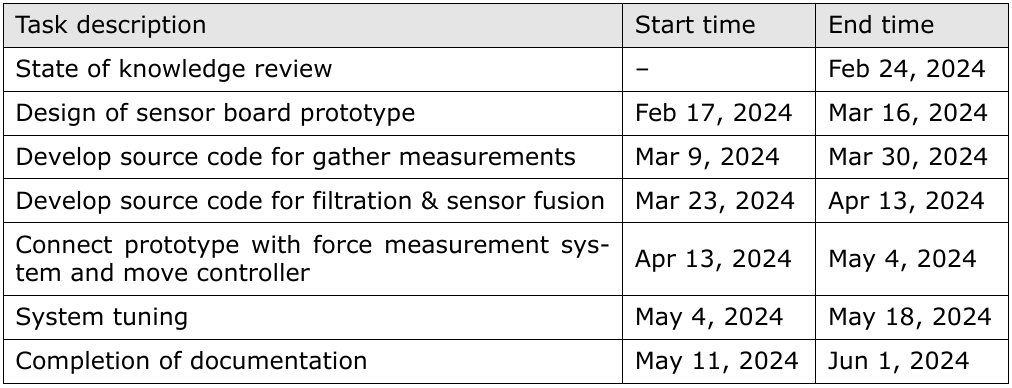 Task description Start time End time
State of knowledge review – Feb 24, 2024
Design of sensor board prototype Feb 17, 2024 Mar 16, 2024
Develop source code for gather measurements Mar 9, 2024 Mar 30, 2024
Develop source code for filtration & sensor fusion Mar 23, 2024 Apr 13, 2024
Connect prototype with force measurement sys-
tem and move controller Apr 13, 2024 May 4, 2024
System tuning May 4, 2024 May 18, 2024
Completion of documentation May 11, 2024 Jun 1, 2024